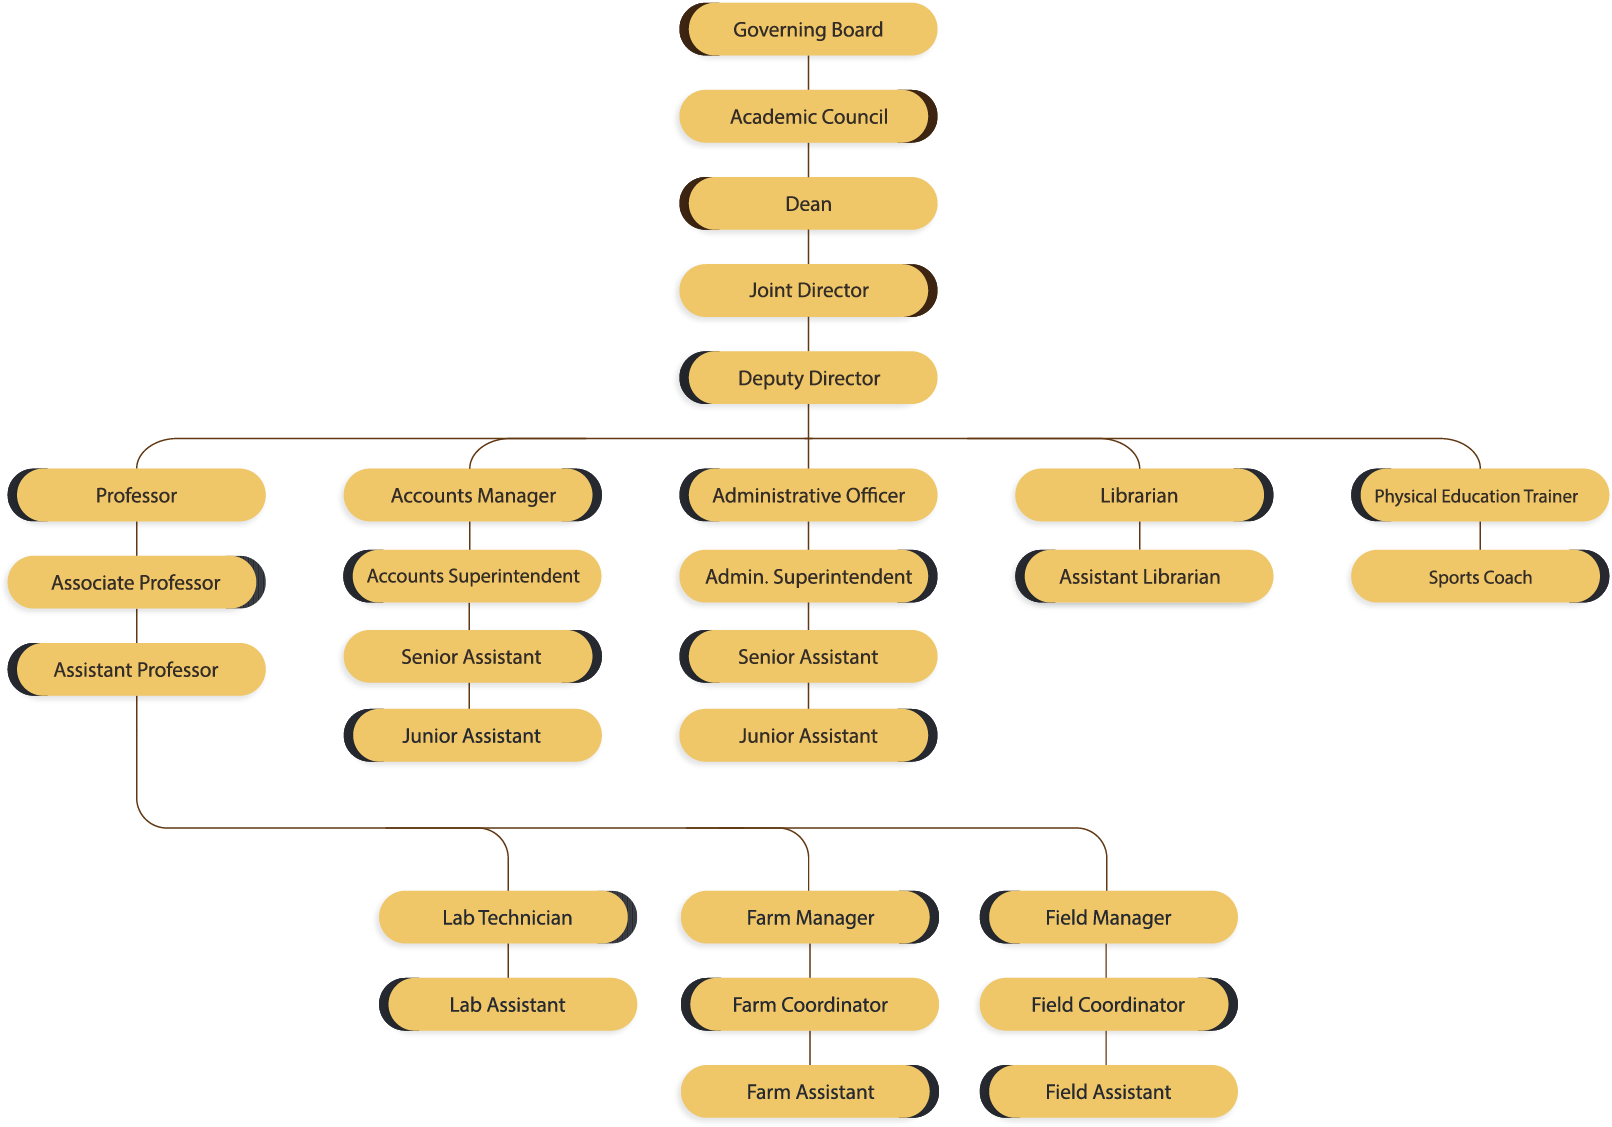 Governing Board
Academic Council
Dean
Joint Director
Deputy Director
Professor
Accounts Manager
Administrative Officer
Librarian
Physical Education Trainer
Associate Professor
Accounts Superintendent
Admin. Superintendent
Assistant Librarian
Sports Coach
Assistant Professor
Senior Assistant
Senior Assistant
Junior Assistant
Junior Assistant
Lab Technician
Farm Manager
Field Manager
Lab Assistant
Farm Coordinator
Field Coordinator
Farm Assistant
Field Assistant